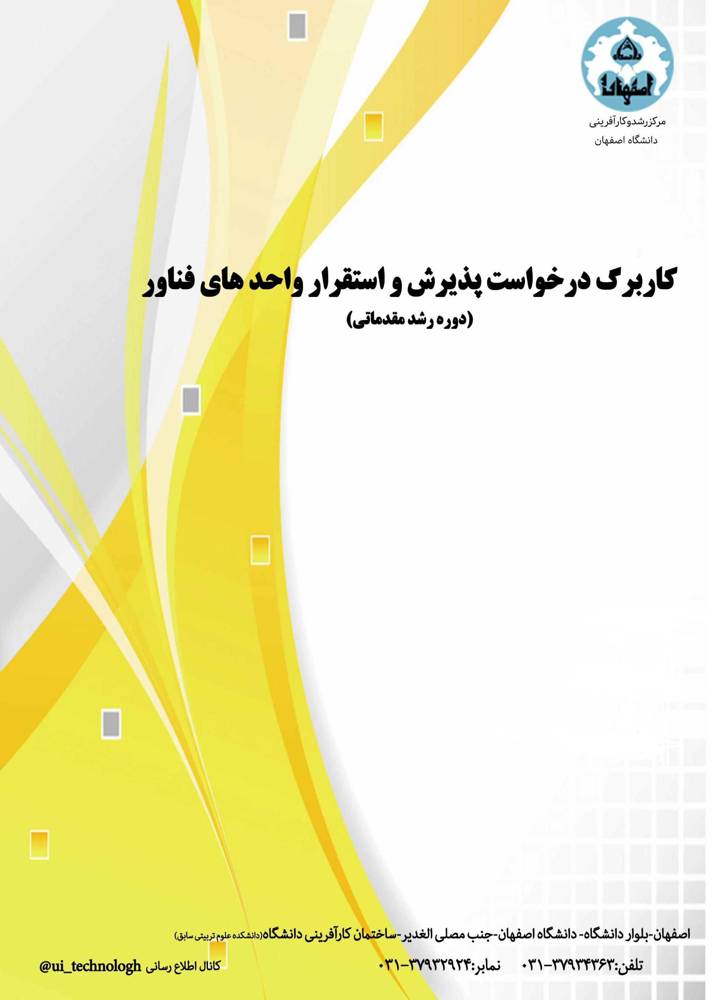 دانشگاه
اصفهان
مرکزرشدوکارآفرینی
دانشگاه اصفهان
کاربرگ درخواست پذیرش و استقرار واحد های فناور
(دوره رشد مقدماتی)
اصفهان-بلوار دانشگاه- دانشگاه اصفهان-جنب مصلی الغدیر-ساختمان کارآفرینی دانشگاه(دانشکده علوم تربیتی سابق)
تلفن:۰۳۱-۳۷۹۳۴۳۶۳ نمابر:۰۳۱-۳۷۹۳۲۹۲۴ کانال اطلاع رسانی @ui_technologh